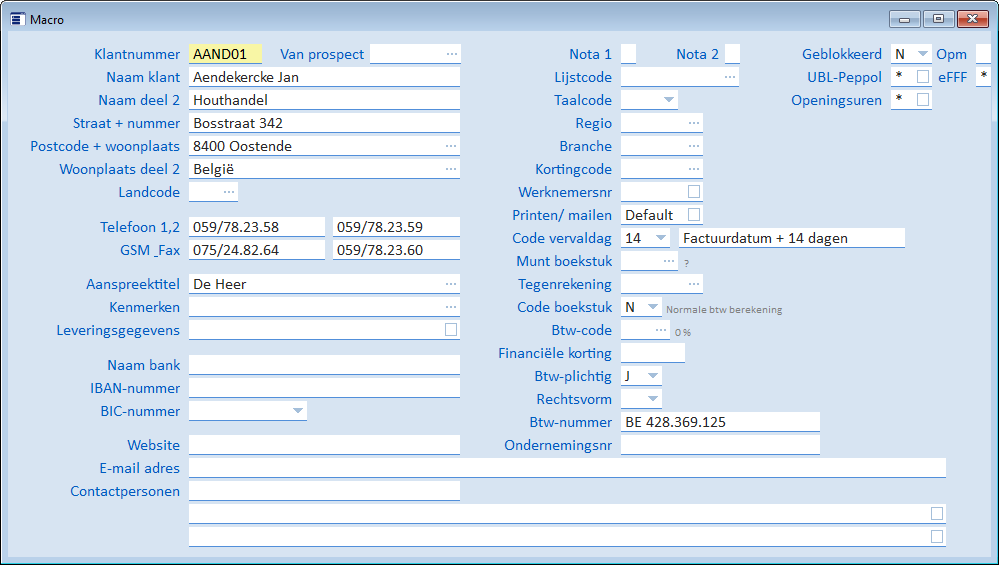 Macro
Klantnummer AAND01 Van prospect ... Nota 1 Nota 2 Geblokkeerd N Opm
Naam klant Aendekercke Jan Lijstcode ... UBL-Peppol * eFFF *
Naam deel 2 Houthandel Taalcode Openingsuren *
Straat + nummer Bosstraat 342 Regio ...
Postcode + woonplaats 8400 Oostende ... Branche ...
Woonplaats deel 2 België ... Kortingcode ...
Landcode ... Werknemersnr
Telefoon 1,2 059/78.23.58 059/78.23.59 Printen/ mailen Default
GSM _Fax 075/24.82.64 059/78.23.60 Code vervaldag 14 Factuurdatum + 14 dagen
Munt boekstuk ... ?
Aanspreektitel De Heer ... Tegenrekening ...
Kenmerken ... Code boekstuk N Normale btw berekening
Leveringsgegevens Btw-code ... 0 %
Financiële korting
Naam bank Btw-plichtig J
IBAN-nummer Rechtsvorm
BIC-nummer Btw-nummer BE 428.369.125
Website Ondernemingsnr
E-mail adres
Contactpersonen